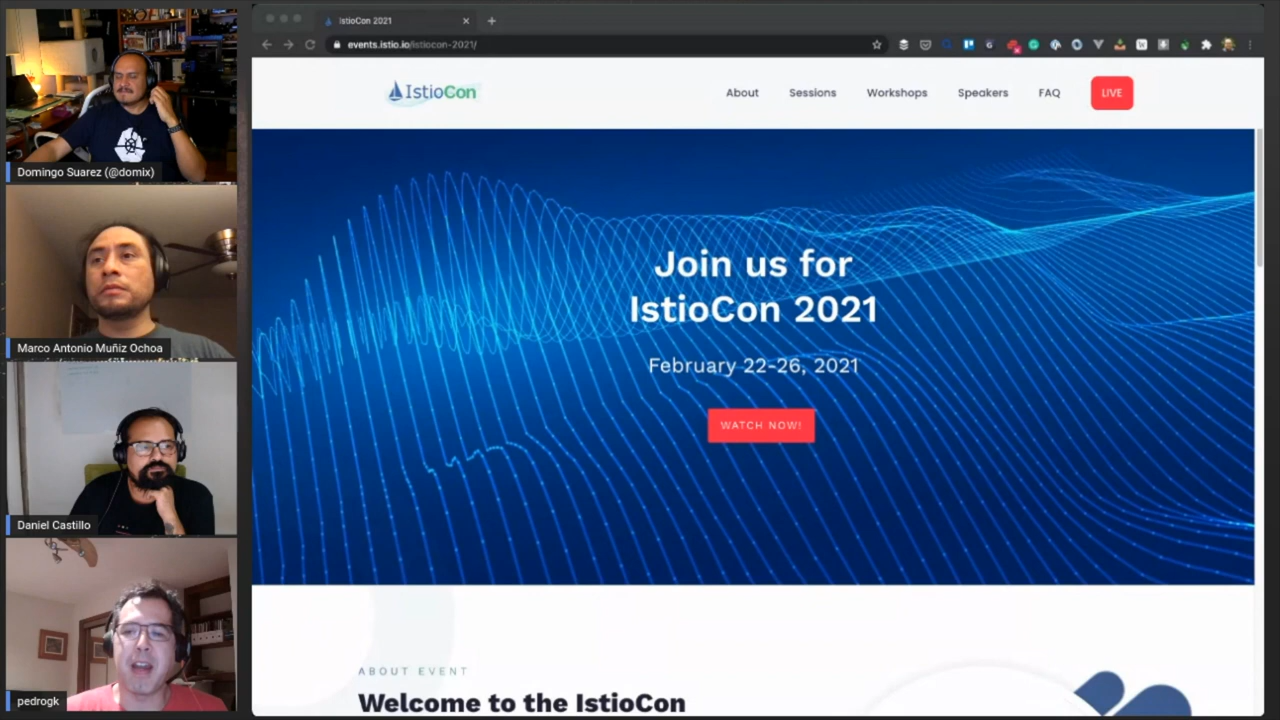 Domingo Suarez (@domix)
Marco Antonio Muñiz Ochoa
Daniel Castillo
pedrogk
IstioCon 2021
events.istio.io/istiocon-2021/
IstioCon
About
Sessions
Workshops
Speakers
FAQ
LIVE
Join us for
IstioCon 2021
February 22-26, 2021
WATCH NOW!
ABOUT EVENT
Welcome to the IstioCon